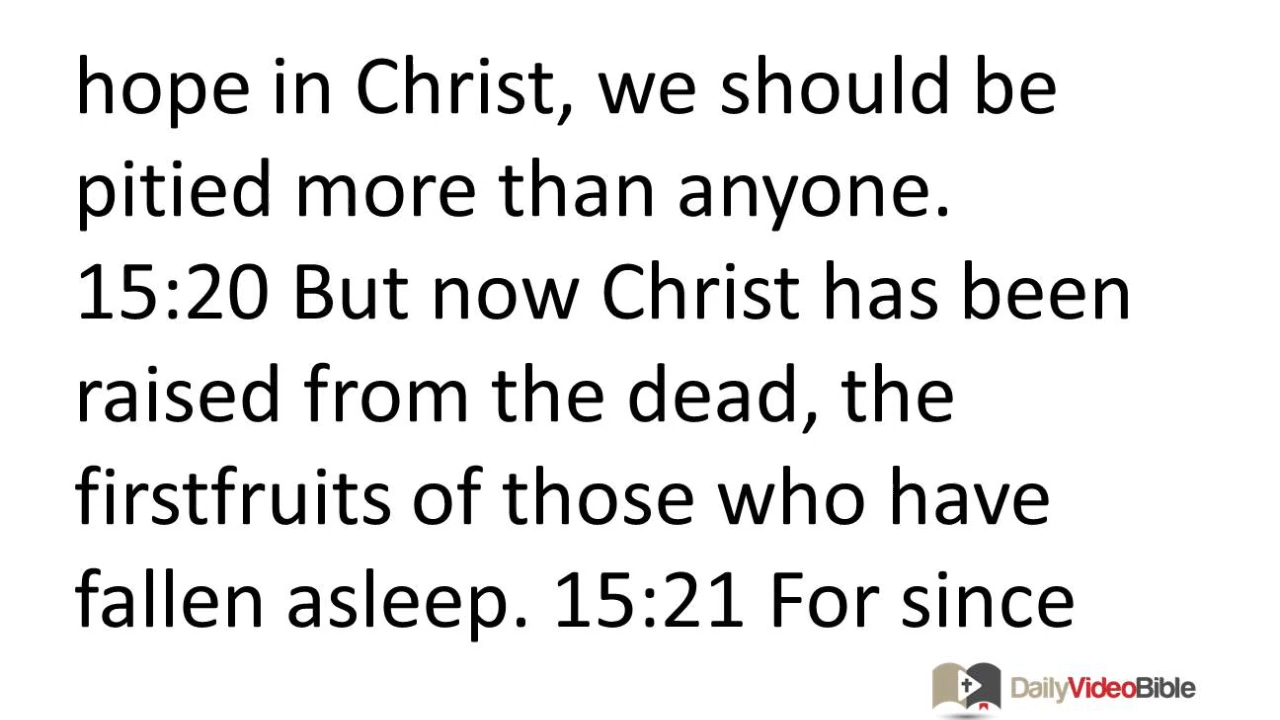 hope in Christ, we should be
pitied more than anyone.
15:20 But now Christ has been
raised from the dead, the
firstfruits of those who have
fallen asleep. 15:21 For since
DailyVideoBible